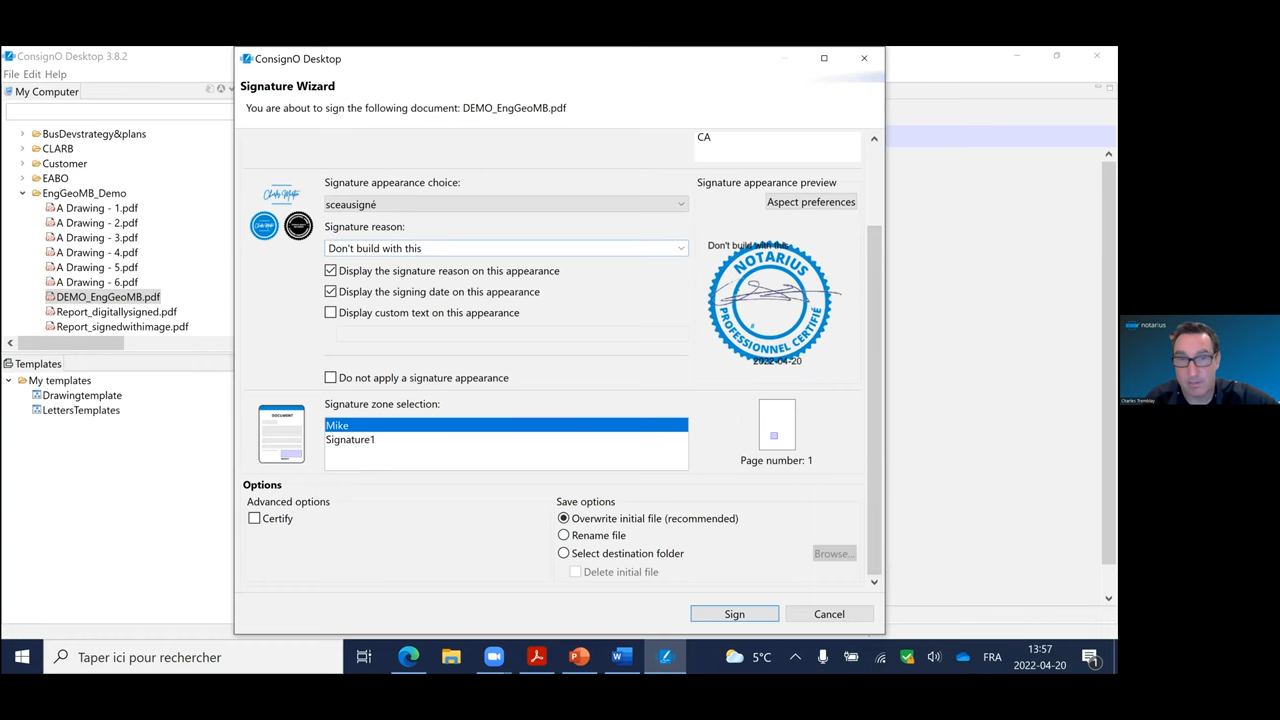 ConsignO Desktop 3.8.2
File Edit Help
My Computer
BusDevstrategy&plans
CLARB
Customer
EABO
EngGeoMB_Demo
A Drawing - 1.pdf
A Drawing - 2.pdf
A Drawing - 3.pdf
A Drawing - 4.pdf
A Drawing - 5.pdf
A Drawing - 6.pdf
DEMO_EngGeoMB.pdf
Report_digitallysigned.pdf
Report_signedwithimage.pdf
Templates
My templates
Drawingtemplate
LettersTemplates
ConsignO Desktop
Signature Wizard
You are about to sign the following document: DEMO_EngGeoMB.pdf
CA
Signature appearance choice:
sceausigné
Signature reason:
Don't build with this
Display the signature reason on this appearance
Display the signing date on this appearance
Display custom text on this appearance
Do not apply a signature appearance
Signature appearance preview
Aspect preferences
Don't build with this
NOTARIUS
PROFESSIONNEL CERTIFIÉ
2022-04-20
DOCUMENT
Signature zone selection:
Mike
Signature1
Page number: 1
Options
Advanced options
Certify
Save options
Overwrite initial file (recommended)
Rename file
Select destination folder
Browse...
Delete initial file
Sign
Cancel
notarius
Charles Tremblay
Taper ici pour rechercher
5°C
FRA
13:57
2022-04-20
1